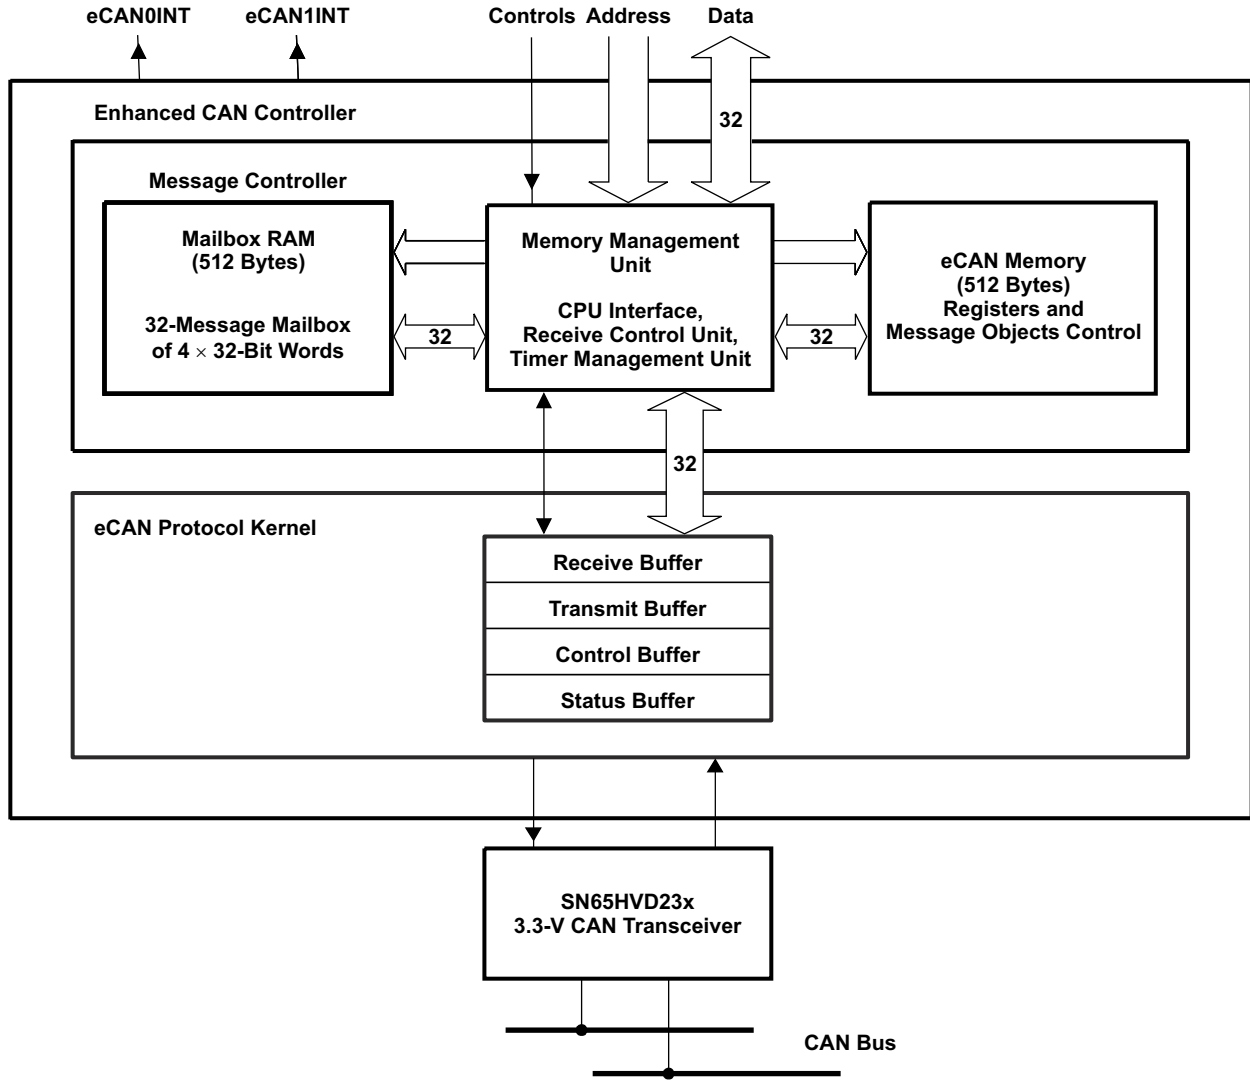 eCAN0INT
eCAN1INT
Controls
Address
Data
32
Enhanced CAN Controller
Message Controller
Mailbox RAM
(512 Bytes)
32-Message Mailbox
of 4 × 32-Bit Words
32
Memory Management
Unit
CPU Interface,
Receive Control Unit,
Timer Management Unit
32
eCAN Memory
(512 Bytes)
Registers and
Message Objects Control
32
eCAN Protocol Kernel
Receive Buffer
Transmit Buffer
Control Buffer
Status Buffer
SN65HVD23x
3.3-V CAN Transceiver
CAN Bus